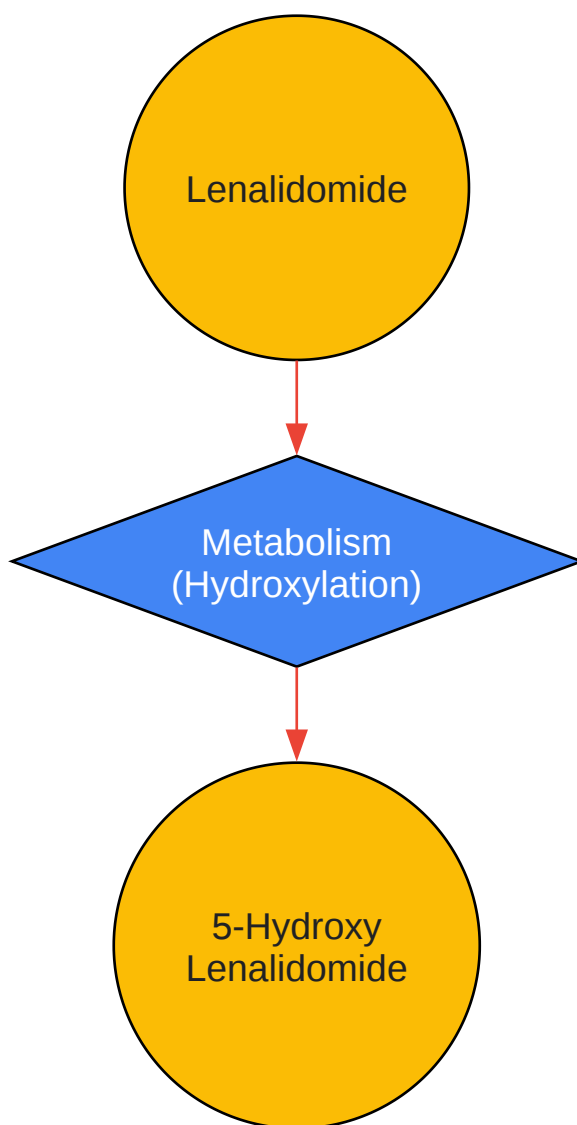 Lenalidomide
Metabolism
(Hydroxylation)
5-Hydroxy
Lenalidomide